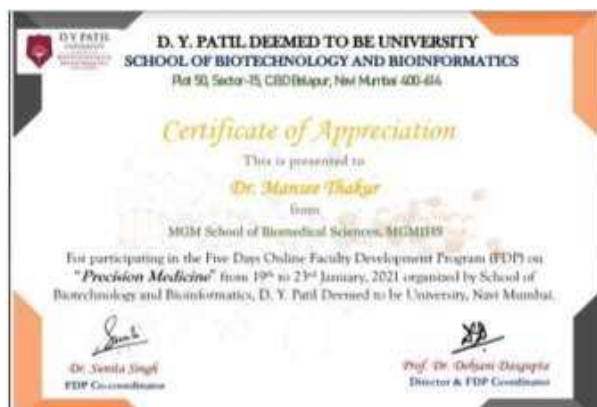 D Y PATIL
UNIVERSITY
D. Y. PATIL DEEMED TO BE UNIVERSITY
SCHOOL OF BIOTECHNOLOGY AND BIOINFORMATICS
Plot 50, Sector-15, CBD Belapur, Navi Mumbai 400-614
Certificate of Appreciation
This is presented to
Dr. Mansee Thakur
from
MGM School of Biomedical Sciences, MGMIHS
For participating in the Five Days Online Faculty Development Program (FDP) on
"Precision Medicine" from 19th to 23rd January, 2021 organized by School of
Biotechnology and Bioinformatics, D. Y. Patil Deemed to be University, Navi Mumbai.
Dr. Sunita Singh
FDP Co-coordinator
Prof. Dr. Debjani Dasgupta
Director & FDP Coordinator